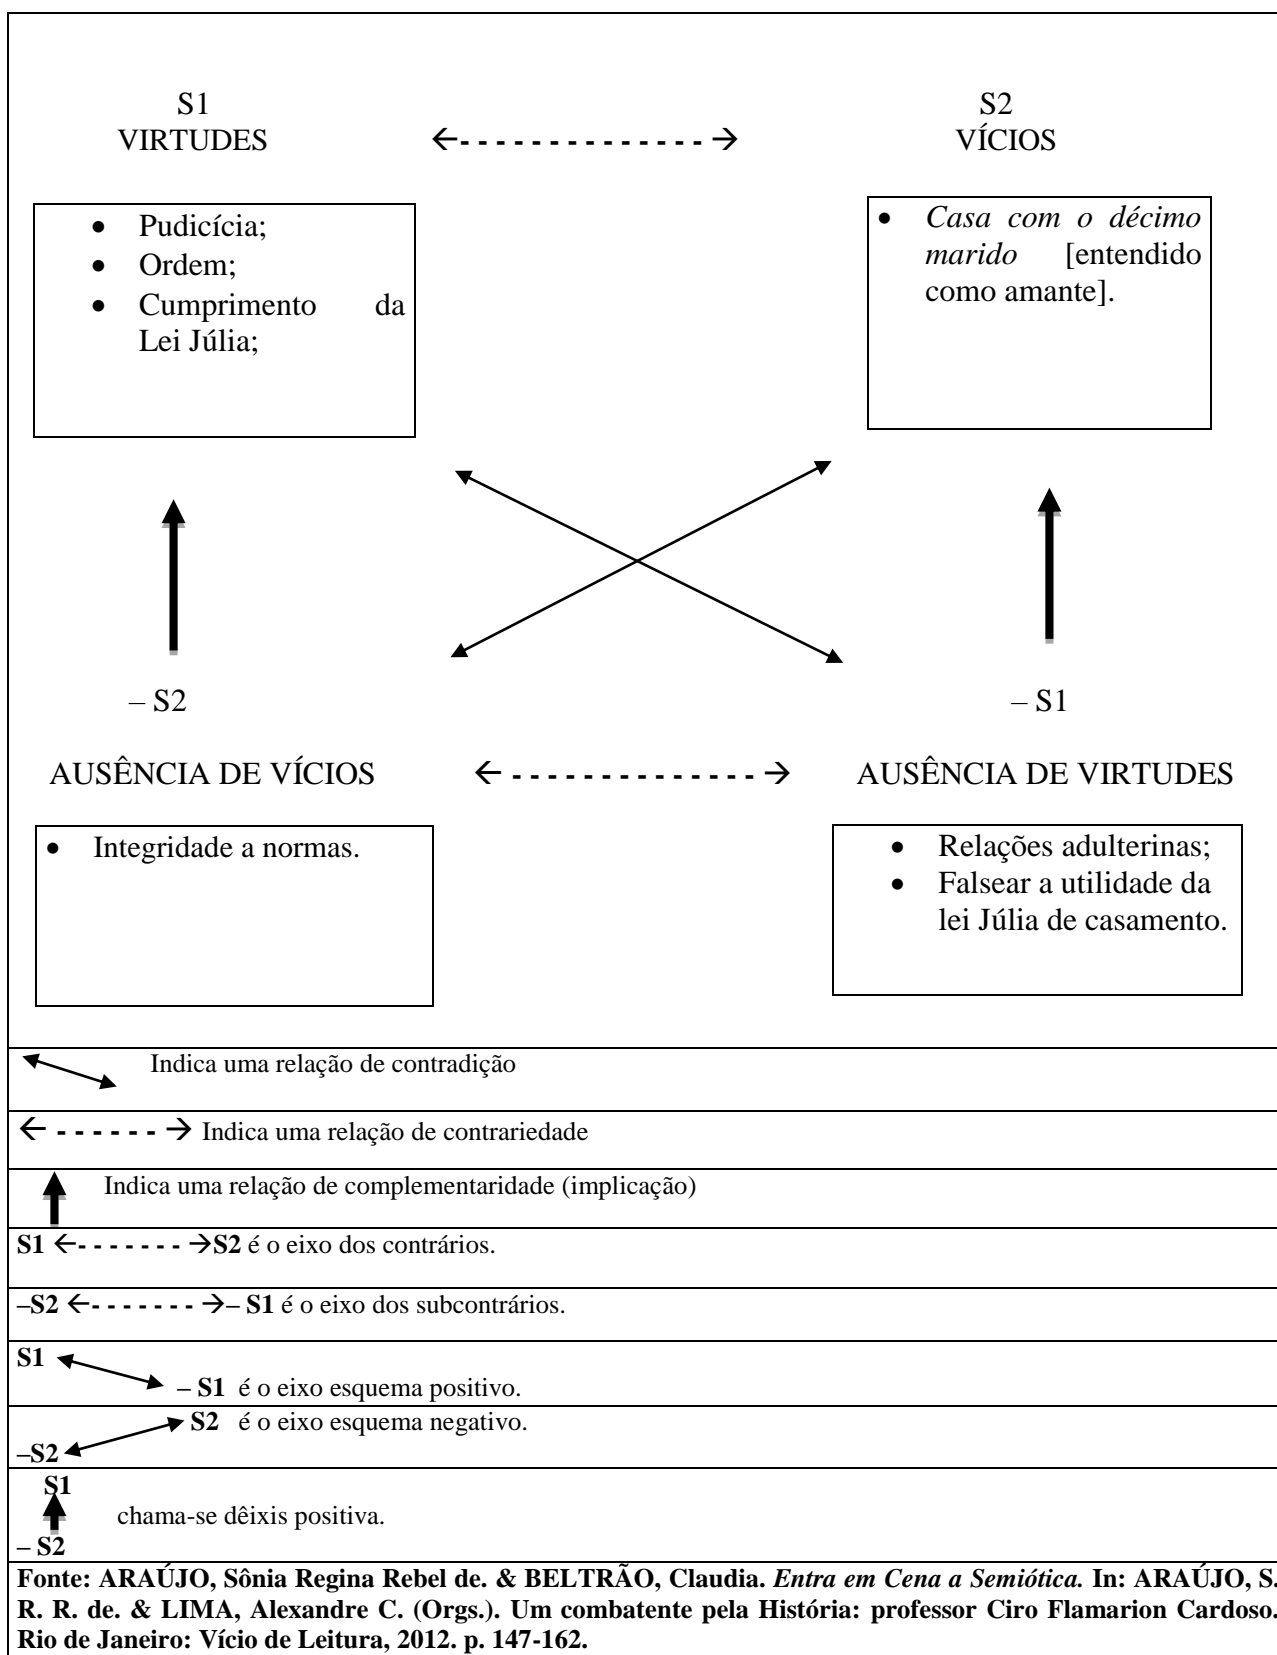 S1
VIRTUDES
S2
VÍCIOS
• Pudicícia;
• Ordem;
• Cumprimento da
Lei Júlia;
• Casa com o décimo
marido [entendido
como amante].
– S2
– S1
AUSÊNCIA DE VÍCIOS
AUSÊNCIA DE VIRTUDES
• Integridade a normas.
• Relações adulterinas;
• Falsear a utilidade da
lei Júlia de casamento.
Indica uma relação de contradição
Indica uma relação de contrariedade
Indica uma relação de complementaridade (implicação)
S1 ←- - - - - - - →S2 é o eixo dos contrários.
–S2 ←- - - - - - - →– S1 é o eixo dos subcontrários.
S1
– S1 é o eixo esquema positivo.
S2 é o eixo esquema negativo.
–S2
S1
chama-se dêixis positiva.
– S2
Fonte: ARAÚJO, Sônia Regina Rebel de. & BELTRÃO, Claudia. Entra em Cena a Semiótica. In: ARAÚJO, S.
R. R. de. & LIMA, Alexandre C. (Orgs.). Um combatente pela História: professor Ciro Flamarion Cardoso.
Rio de Janeiro: Vício de Leitura, 2012. p. 147-162.